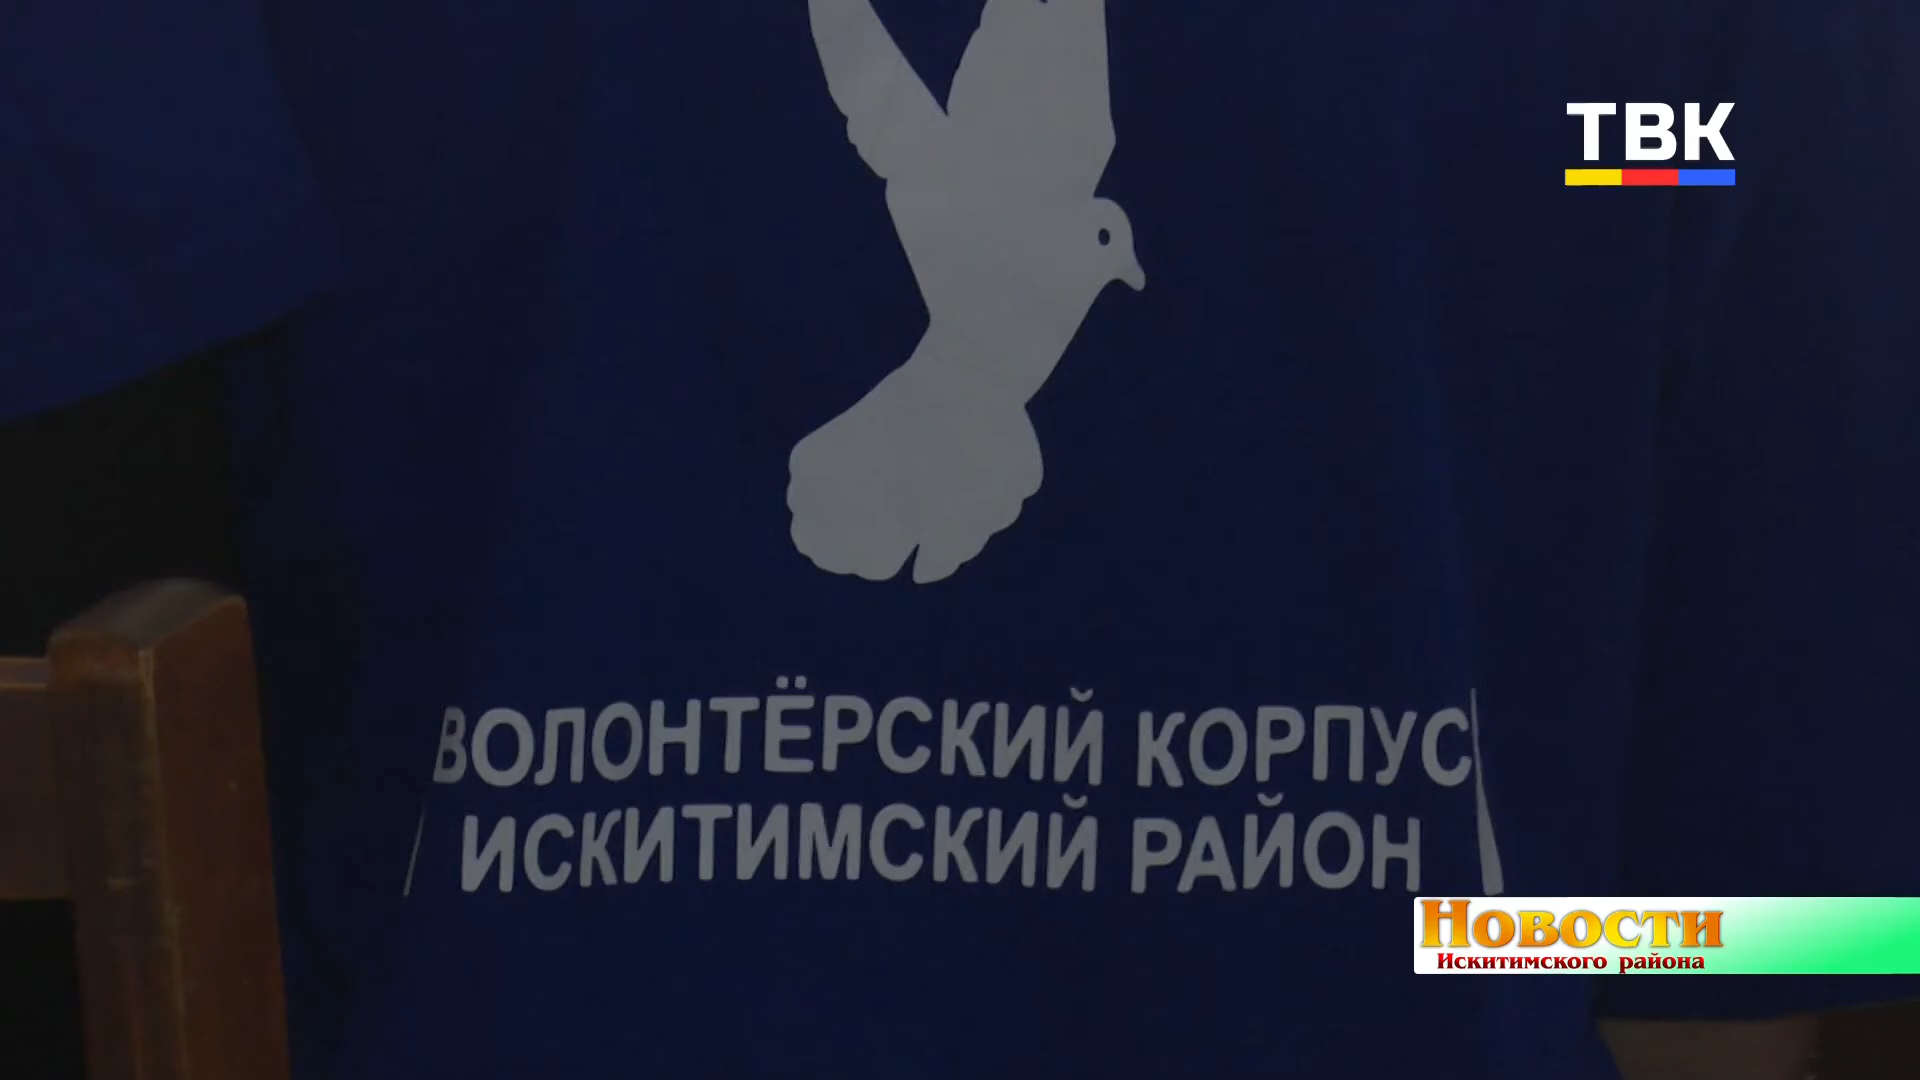 ТВК
ВОЛОНТЁРСКИЙ КОРПУС
ИСКИТИМСКИЙ РАЙОН
Новости
Искитимского района